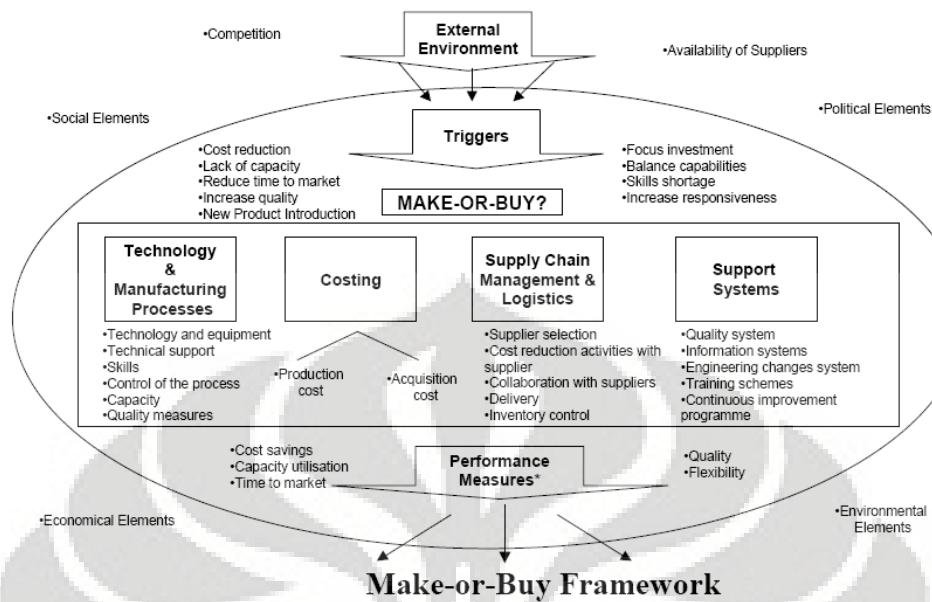 •Competition
External
Environment
•Availability of Suppliers
•Social Elements
•Political Elements
Triggers
•Cost reduction
•Lack of capacity
•Reduce time to market
•Increase quality
•New Product Introduction
•Focus investment
•Balance capabilities
•Skills shortage
•Increase responsiveness
MAKE-OR-BUY?
Technology
&
Manufacturing
Processes
•Technology and equipment
•Technical support
•Skills
•Control of the process
•Capacity
•Quality measures
Costing
•Production
cost
•Acquisition
cost
Supply Chain
Management &
Logistics
•Supplier selection
•Cost reduction activities with
supplier
•Collaboration with suppliers
•Delivery
•Inventory control
Support
Systems
•Quality system
•Information systems
•Engineering changes system
•Training schemes
•Continuous improvement
programme
•Cost savings
•Capacity utilisation
•Time to market
Performance
Measures*
•Quality
•Flexibility
•Economical Elements
•Environmental
Elements
Make-or-Buy Framework